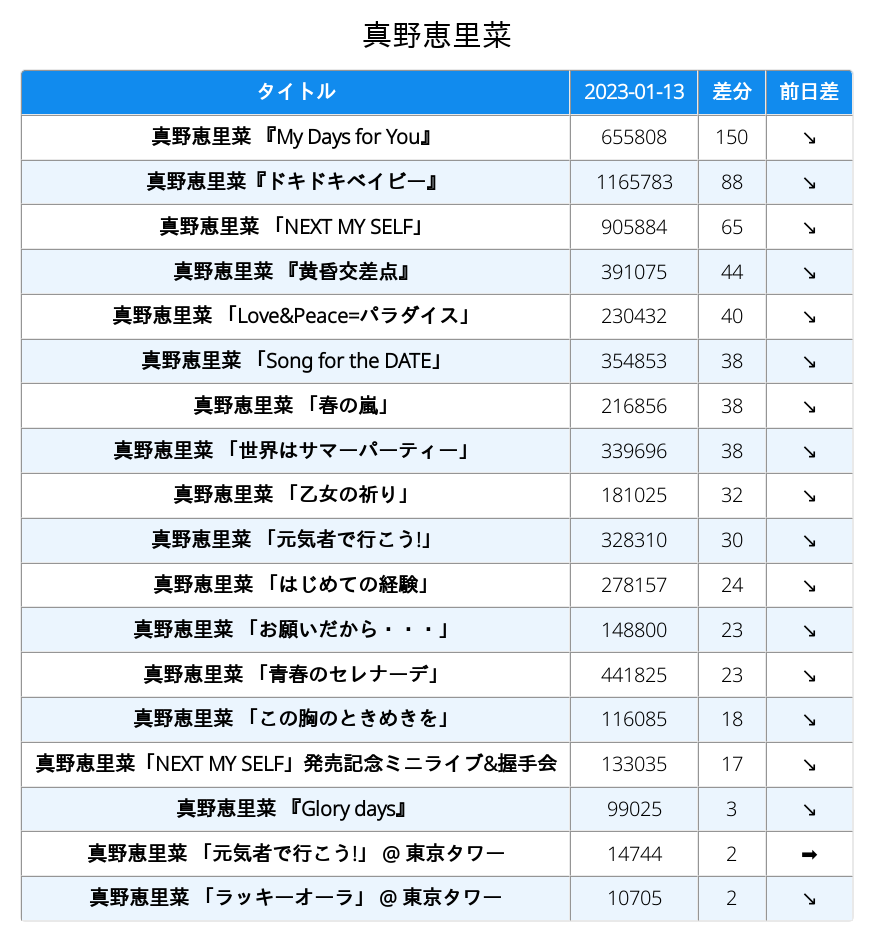 真野恵里菜
タイトル 2023-01-13 差分 前日差
真野恵里菜 『My Days for You』 655808 150 ↘
真野恵里菜『ドキドキベイビー』 1165783 88 ↘
真野恵里菜 「NEXT MY SELF」 905884 65 ↘
真野恵里菜 『黄昏交差点』 391075 44 ↘
真野恵里菜 「Love&Peace=パラダイス」 230432 40 ↘
真野恵里菜 「Song for the DATE」 354853 38 ↘
真野恵里菜 「春の嵐」 216856 38 ↘
真野恵里菜 「世界はサマーパーティー」 339696 38 ↘
真野恵里菜 「乙女の祈り」 181025 32 ↘
真野恵里菜 「元気者で行こう!」 328310 30 ↘
真野恵里菜 「はじめての経験」 278157 24 ↘
真野恵里菜 「お願いだから・・・」 148800 23 ↘
真野恵里菜 「青春のセレナーデ」 441825 23 ↘
真野恵里菜 「この胸のときめきを」 116085 18 ↘
真野恵里菜「NEXT MY SELF」発売記念ミニライブ&握手会 133035 17 ↘
真野恵里菜 『Glory days』 99025 3 ↘
真野恵里菜 「元気者で行こう!」 @ 東京タワー 14744 2 ➡
真野恵里菜 「ラッキーオーラ」 @ 東京タワー 10705 2 ↘